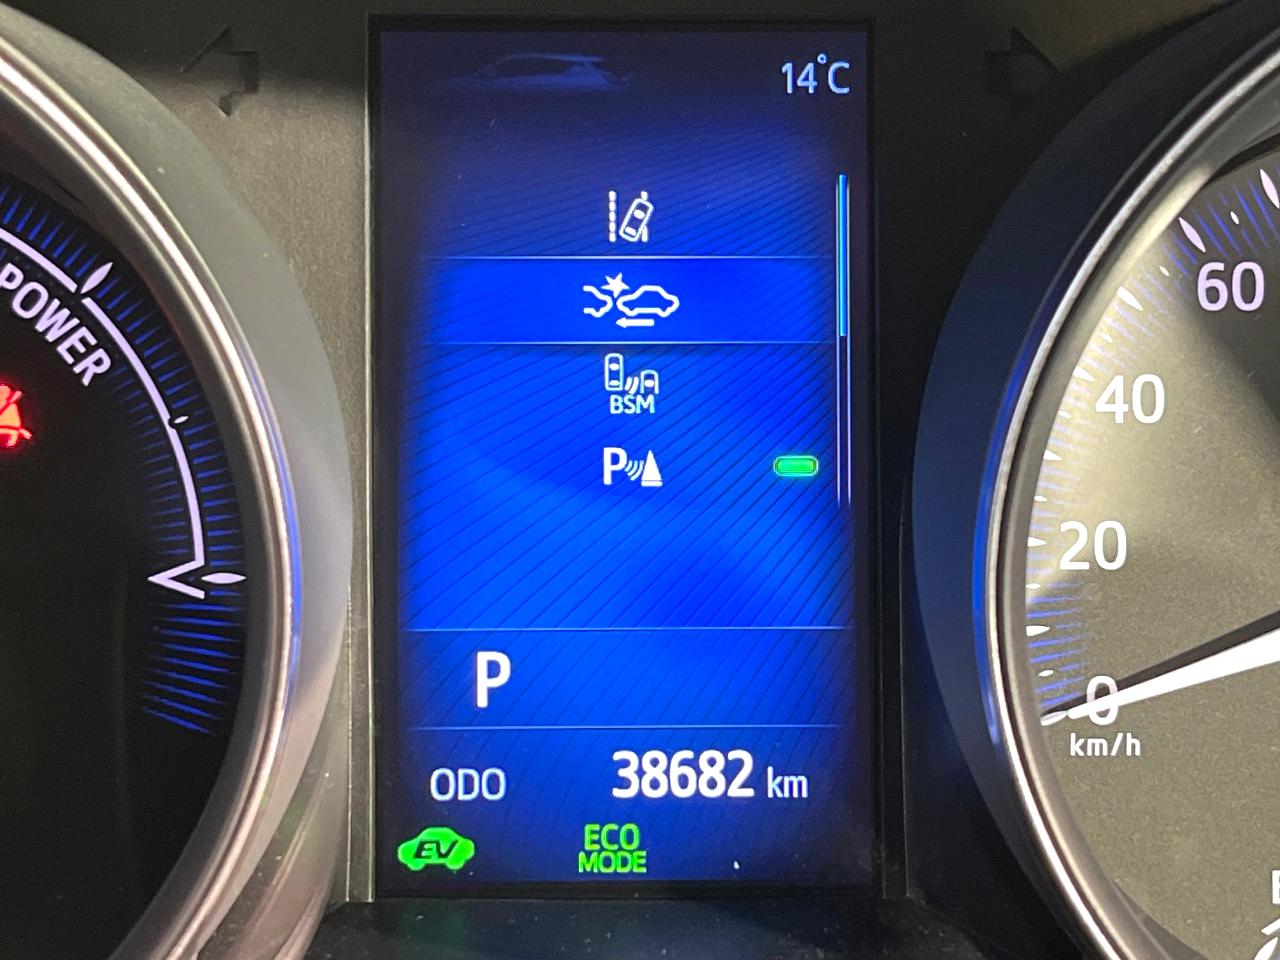 14°C
POWER
60
40
BSM
P
20
P
0
km/h
ODO 38682 km
EV
ECO
MODE